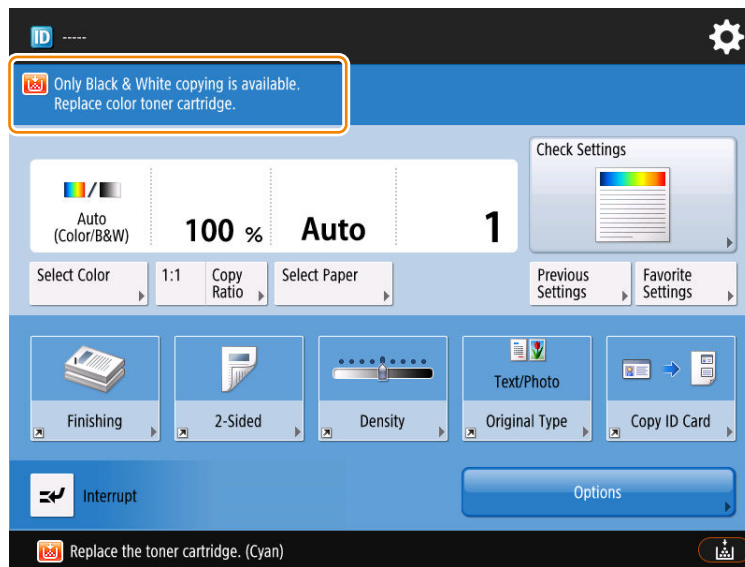 ID -----
Only Black & White copying is available.
Replace color toner cartridge.
Check Settings
Auto
(Color/B&W)
100 %
Auto
1
Select Color
1:1
Copy
Ratio
Select Paper
Previous
Settings
Favorite
Settings
Text/Photo
Finishing
2-Sided
Density
Original Type
Copy ID Card
Interrupt
Options
Replace the toner cartridge. (Cyan)